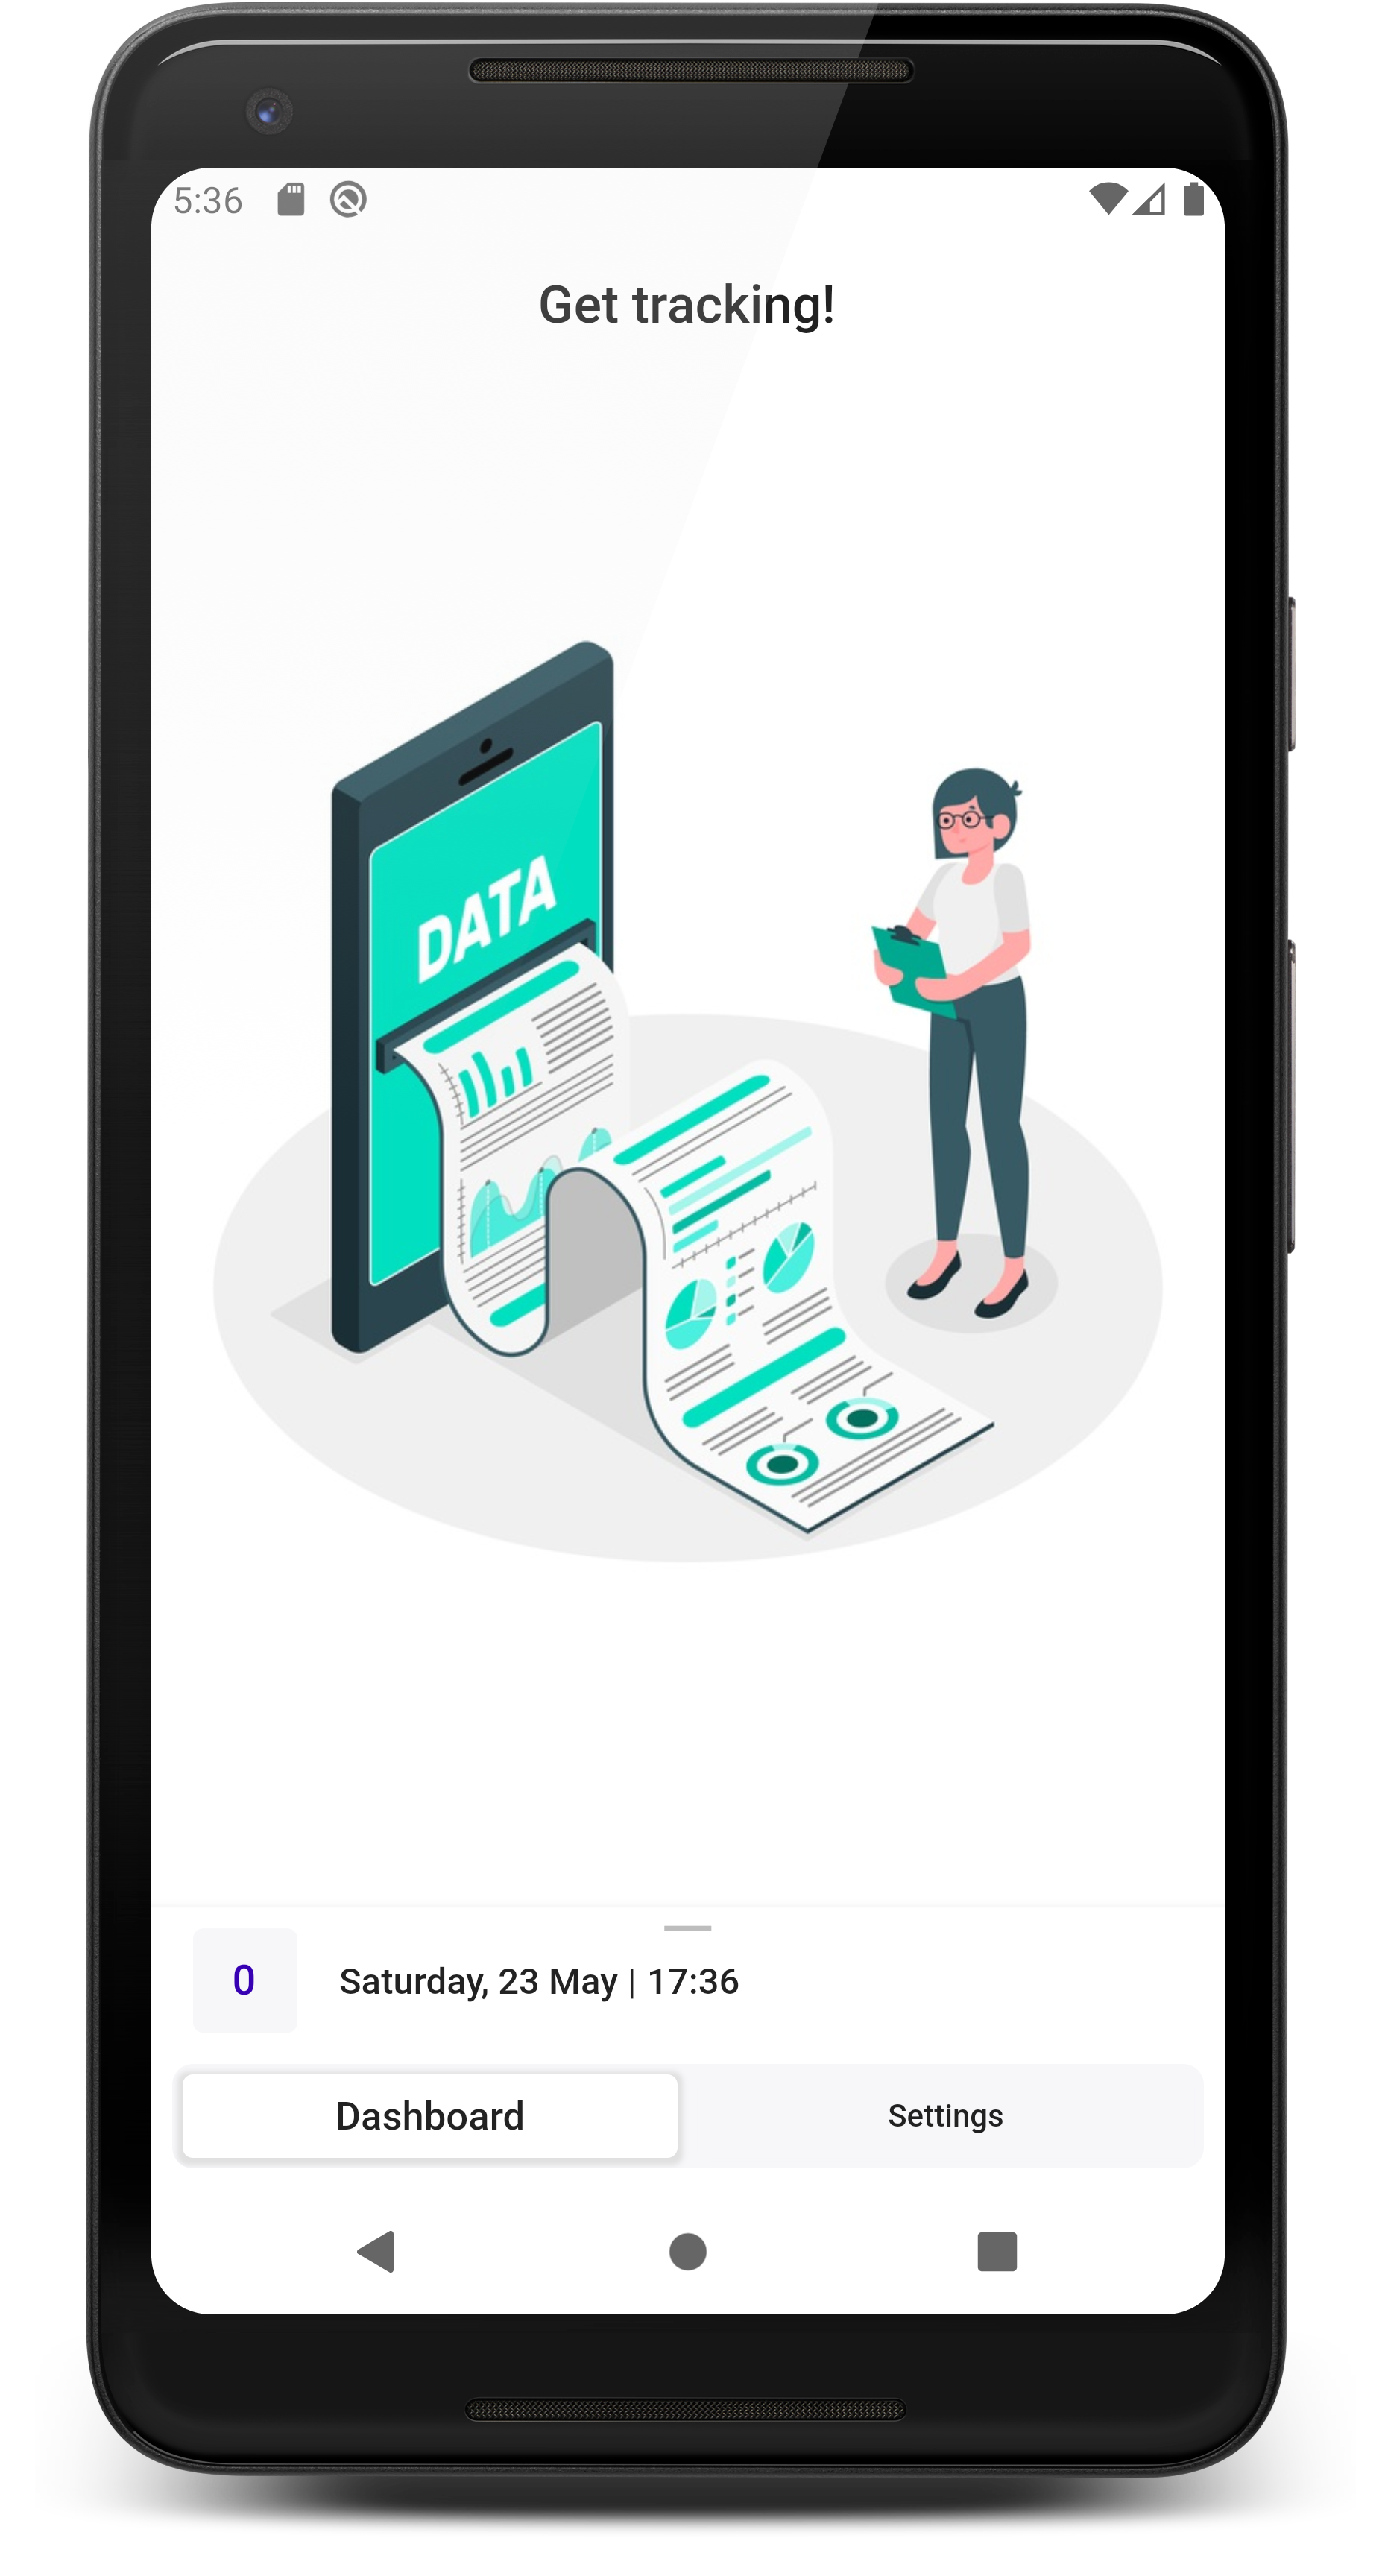 5:36
Get tracking!
DATA
0
Saturday, 23 May | 17:36
Dashboard
Settings